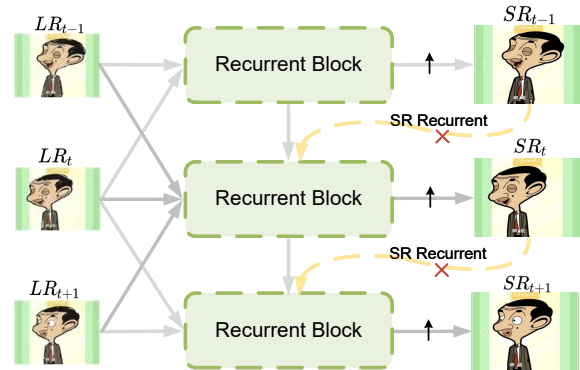 LR_{t-1}
SR_{t-1}
Recurrent Block
SR Recurrent
LR_t
SR_t
Recurrent Block
SR Recurrent
LR_{t+1}
SR_{t+1}
Recurrent Block